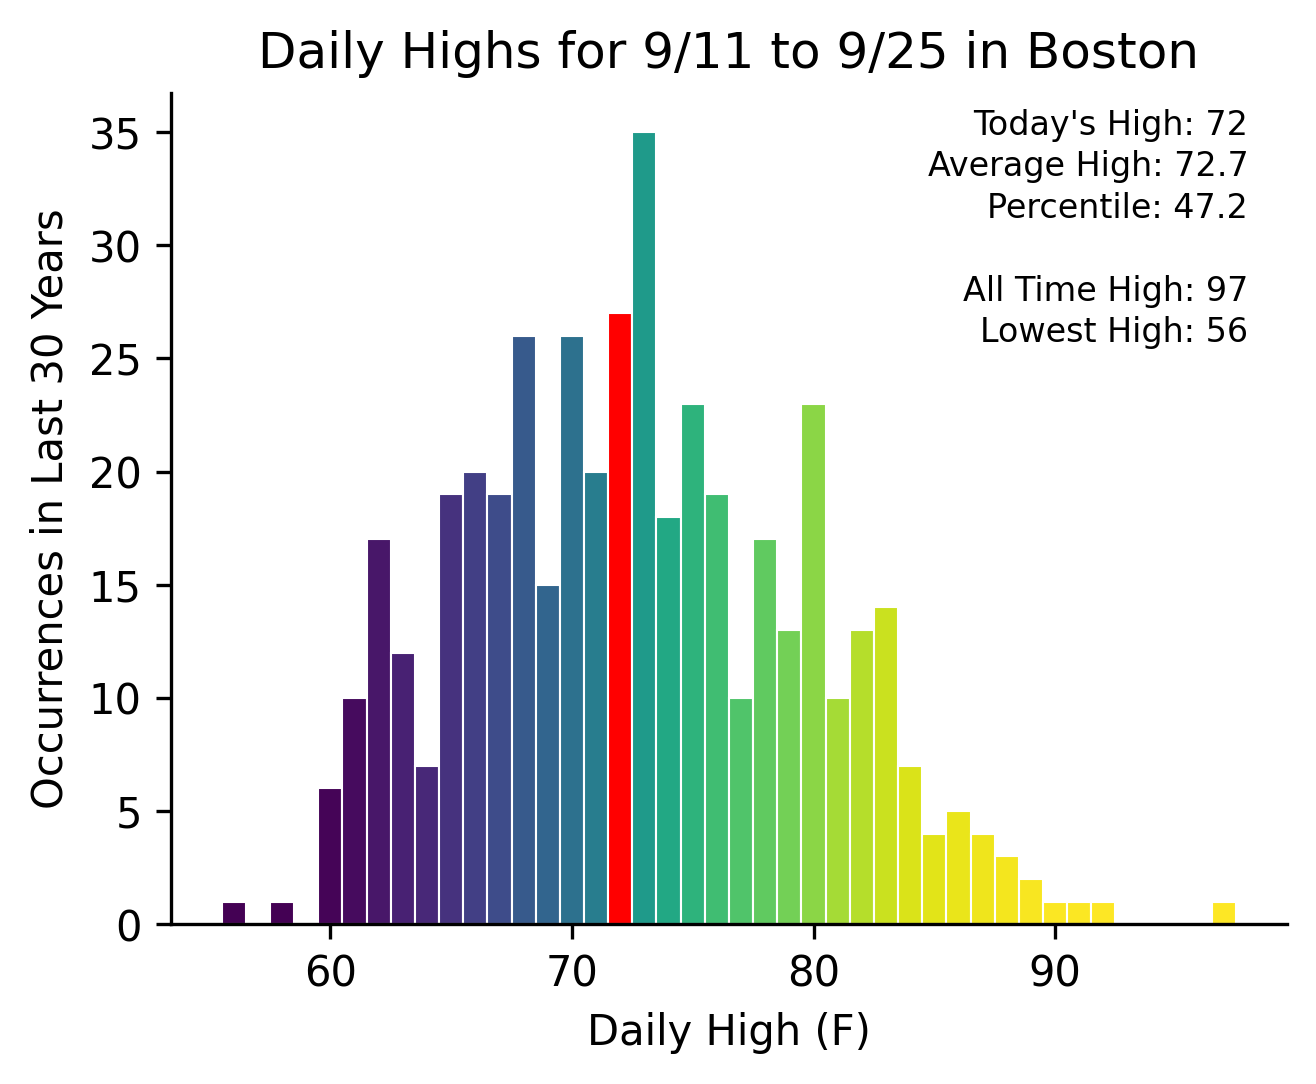 Daily Highs for 9/11 to 9/25 in Boston
Today's High: 72
Average High: 72.7
Percentile: 47.2
All Time High: 97
Lowest High: 56
Occurrences in Last 30 Years
35
30
25
20
15
10
5
0
60 70 80 90
Daily High (F)